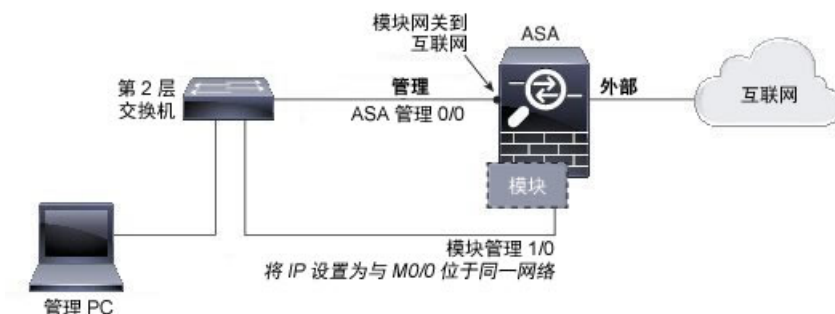 模块网关到
互联网
ASA
第 2 层
交换机
管理
ASA 管理 0/0
外部
互联网
模块
模块管理 1/0
将 IP 设置为与 M0/0 位于同一网络
管理 PC